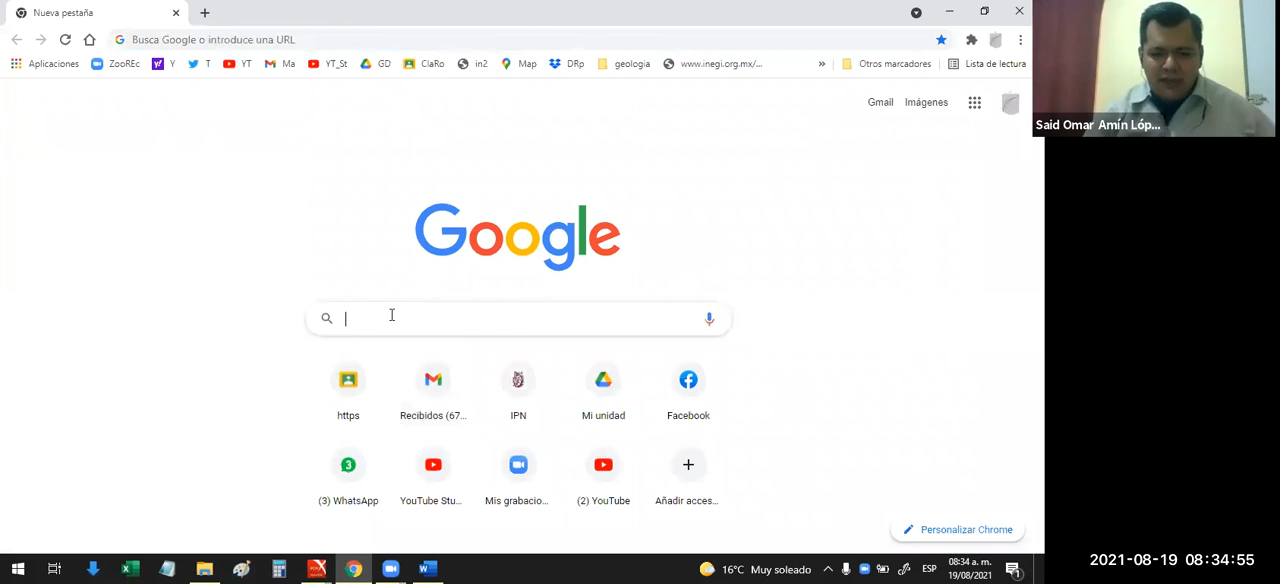 Nueva pestaña
Busca Google o introduce una URL
Aplicaciones ZooREc Y T YT Ma YT_St GD ClaRo in2 Map DRp geologia www.inegi.org.mx/... » Otros marcadores Lista de lectura
Gmail Imágenes
Said Omar Amín Lóp...
Google
https Recibidos (67... IPN Mi unidad Facebook
3
(3) WhatsApp YouTube Stu... Mis grabacio... (2) YouTube Añadir acces...
Personalizar Chrome
16°C Muy soleado ESP 08:34 a. m.
19/08/2021
1
2021-08-19 08:34:55